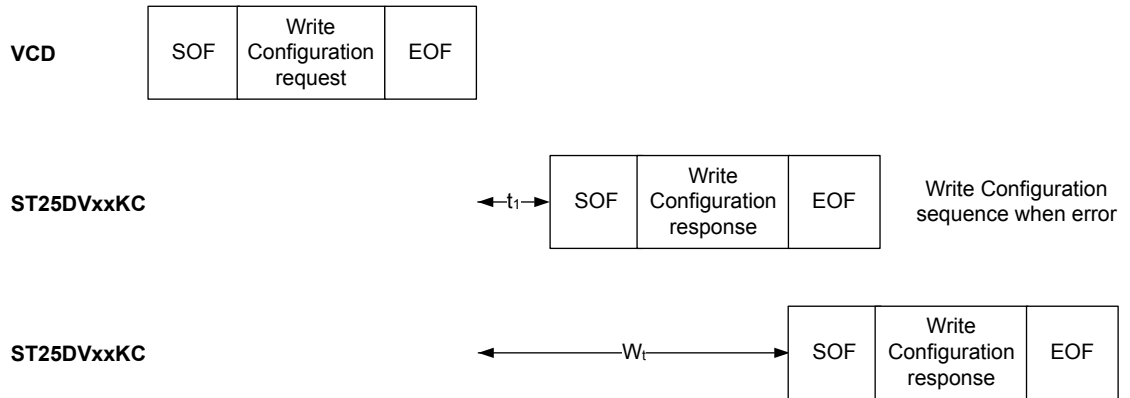 VCD
SOF
Write
Configuration
request
EOF
ST25DVxxKC
t₁
SOF
Write
Configuration
response
EOF
Write Configuration
sequence when error
ST25DVxxKC
Wₜ
SOF
Write
Configuration
response
EOF